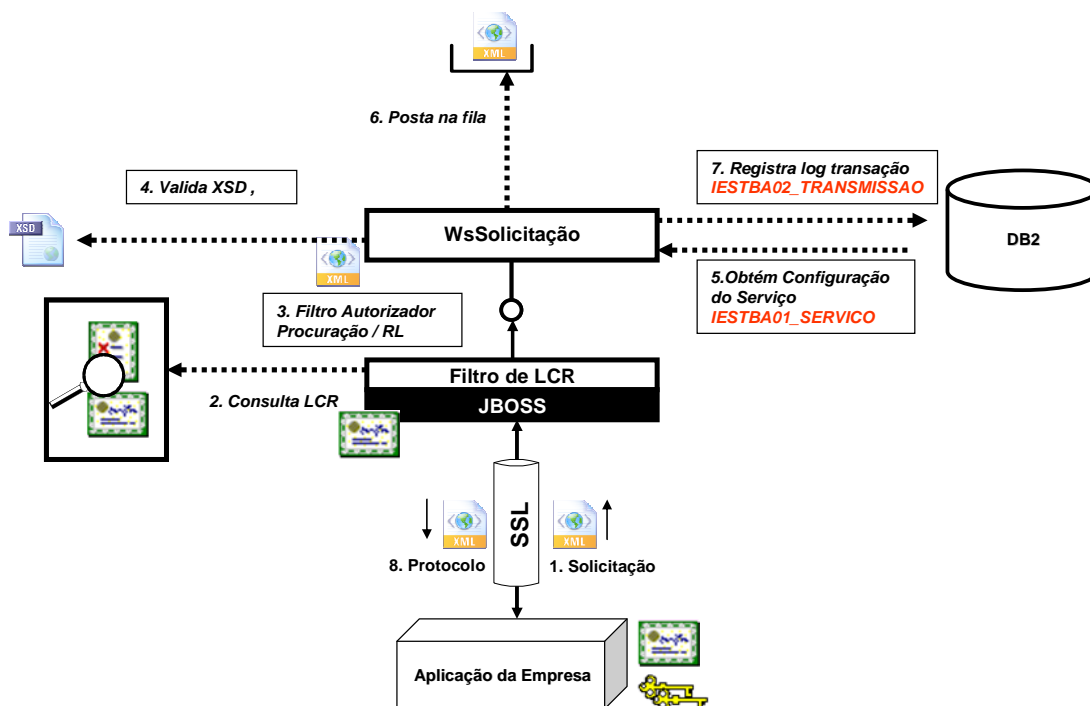 XML
6. Posta na fila
7. Registra log transação
IESTBA02_TRANSMISSAO
4. Valida XSD ,
XSD
WsSolicitação
DB2
XML
5.Obtém Configuração
do Serviço
IESTBA01_SERVICO
3. Filtro Autorizador
Procuração / RL
Filtro de LCR
JBOSS
2. Consulta LCR
SSL
XML
XML
8. Protocolo
1. Solicitação
Aplicação da Empresa